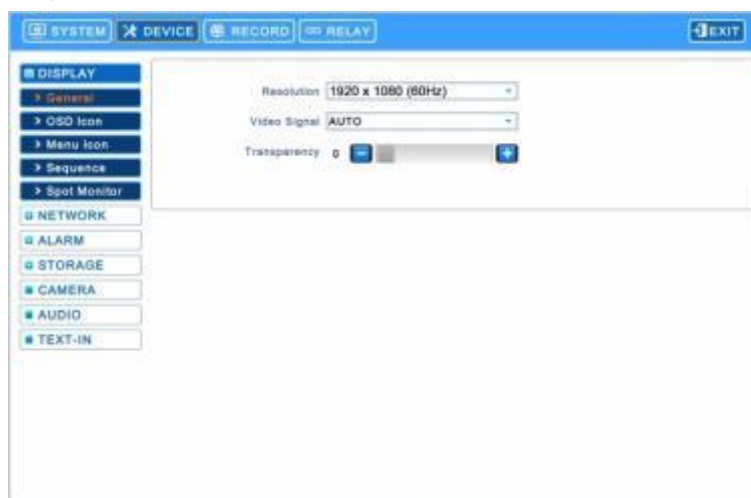 SYSTEM DEVICE RECORD RELAY EXIT
DISPLAY
General
OSD Icon
Menu Icon
Sequence
Spot Monitor
NETWORK
ALARM
STORAGE
CAMERA
AUDIO
TEXT-IN
Resolution 1920 x 1080 (60Hz)
Video Signal AUTO
Transparency 0